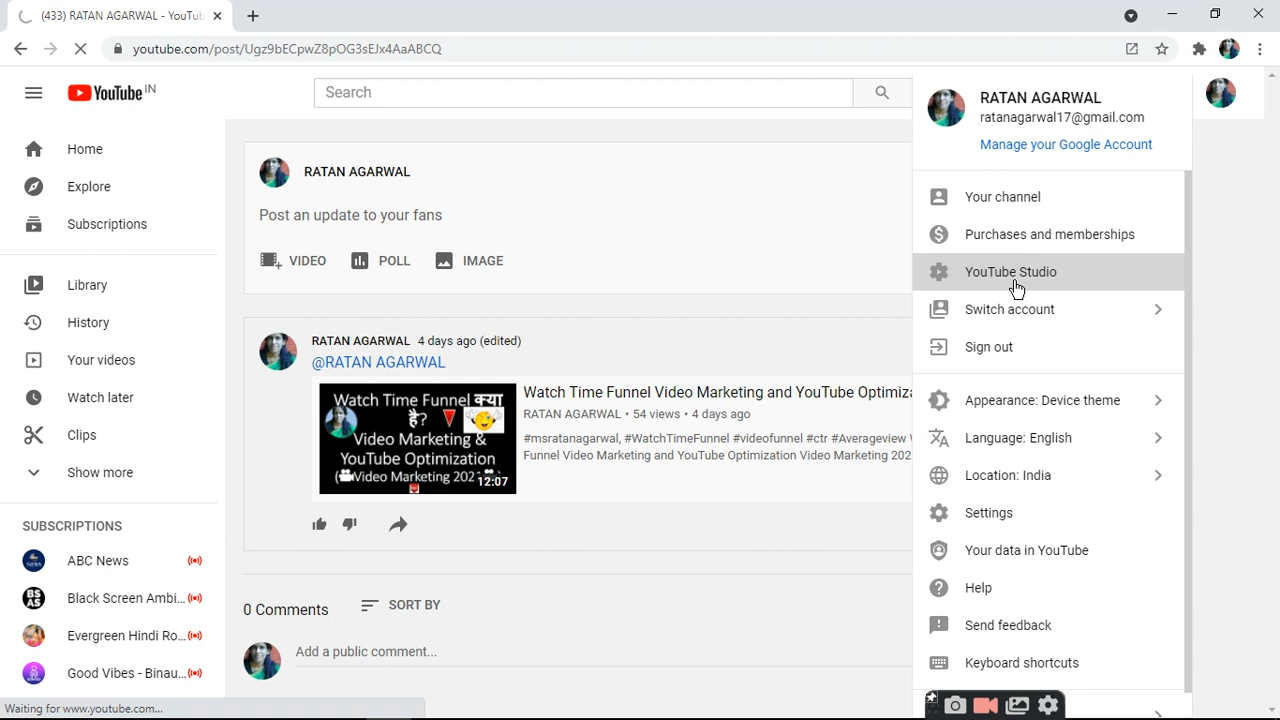 (433) RATAN AGARWAL - YouTub
youtube.com/post/Ugz9bECpwZ8pOG3sEJx4AaABCQ
YouTube IN
Search
Home
Explore
Subscriptions
Library
History
Your videos
Watch later
Clips
Show more
SUBSCRIPTIONS
ABC News
Black Screen Ambi...
Evergreen Hindi Ro...
Good Vibes - Binau...
Waiting for www.youtube.com...
RATAN AGARWAL
Post an update to your fans
VIDEO POLL IMAGE
RATAN AGARWAL 4 days ago (edited)
@RATAN AGARWAL
Watch Time Funnel क्या
है?
Video Marketing &
YouTube Optimization
Video Marketing 202
12:07
Watch Time Funnel Video Marketing and YouTube Optimiza
RATAN AGARWAL • 54 views • 4 days ago
#msratanagarwal, #WatchTimeFunnel #videofunnel #ctr #Averageview W
Funnel Video Marketing and YouTube Optimization Video Marketing 202
0 Comments SORT BY
Add a public comment...
RATAN AGARWAL
ratanagarwal17@gmail.com
Manage your Google Account
Your channel
Purchases and memberships
YouTube Studio
Switch account
Sign out
Appearance: Device theme
Language: English
Location: India
Settings
Your data in YouTube
Help
Send feedback
Keyboard shortcuts